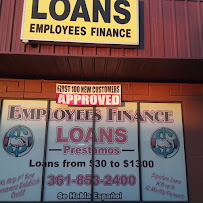 LOANS
EMPLOYEES FINANCE
FIRST 100 NEW CUSTOMERS
APPROVED
EMPLOYEES FINANCE
LOANS
Prestamos
Loans from $30 to $1300
361-853-2400
Se Habla Español